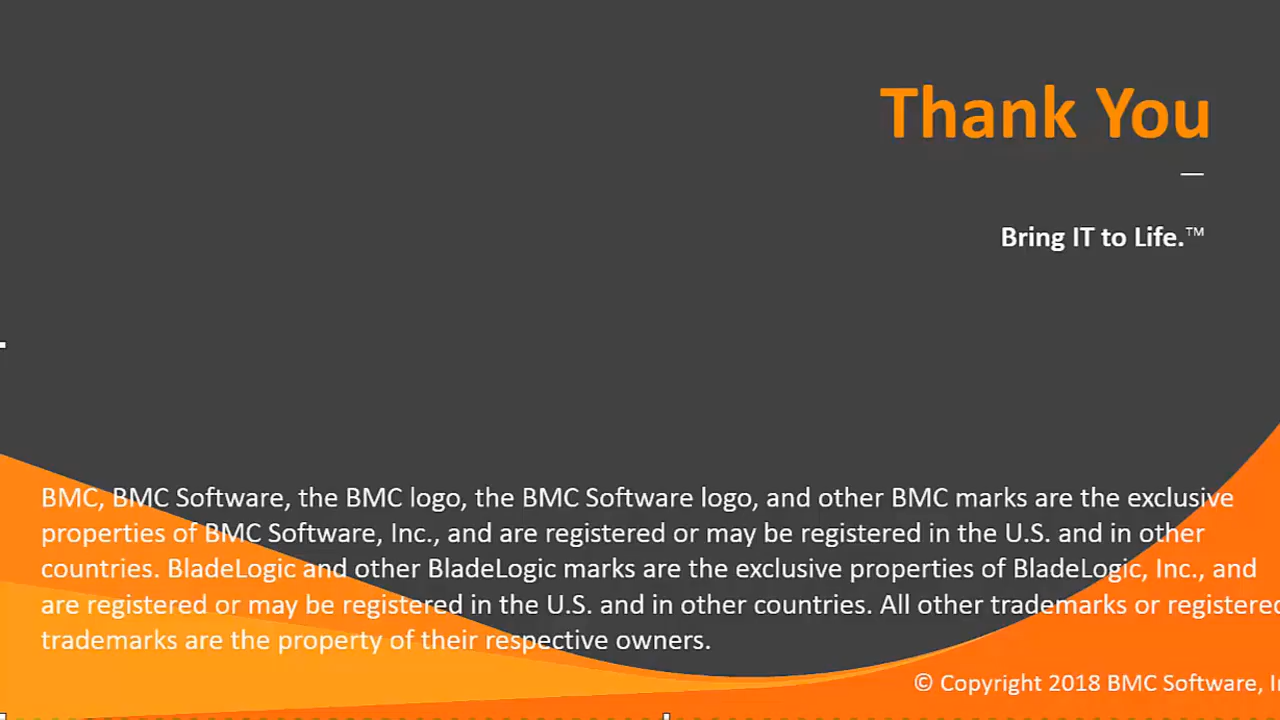 Thank You
—
Bring IT to Life.™
BMC, BMC Software, the BMC logo, the BMC Software logo, and other BMC marks are the exclusive
properties of BMC Software, Inc., and are registered or may be registered in the U.S. and in other
countries. BladeLogic and other BladeLogic marks are the exclusive properties of BladeLogic, Inc., and
are registered or may be registered in the U.S. and in other countries. All other trademarks or registered
trademarks are the property of their respective owners.
© Copyright 2018 BMC Software,